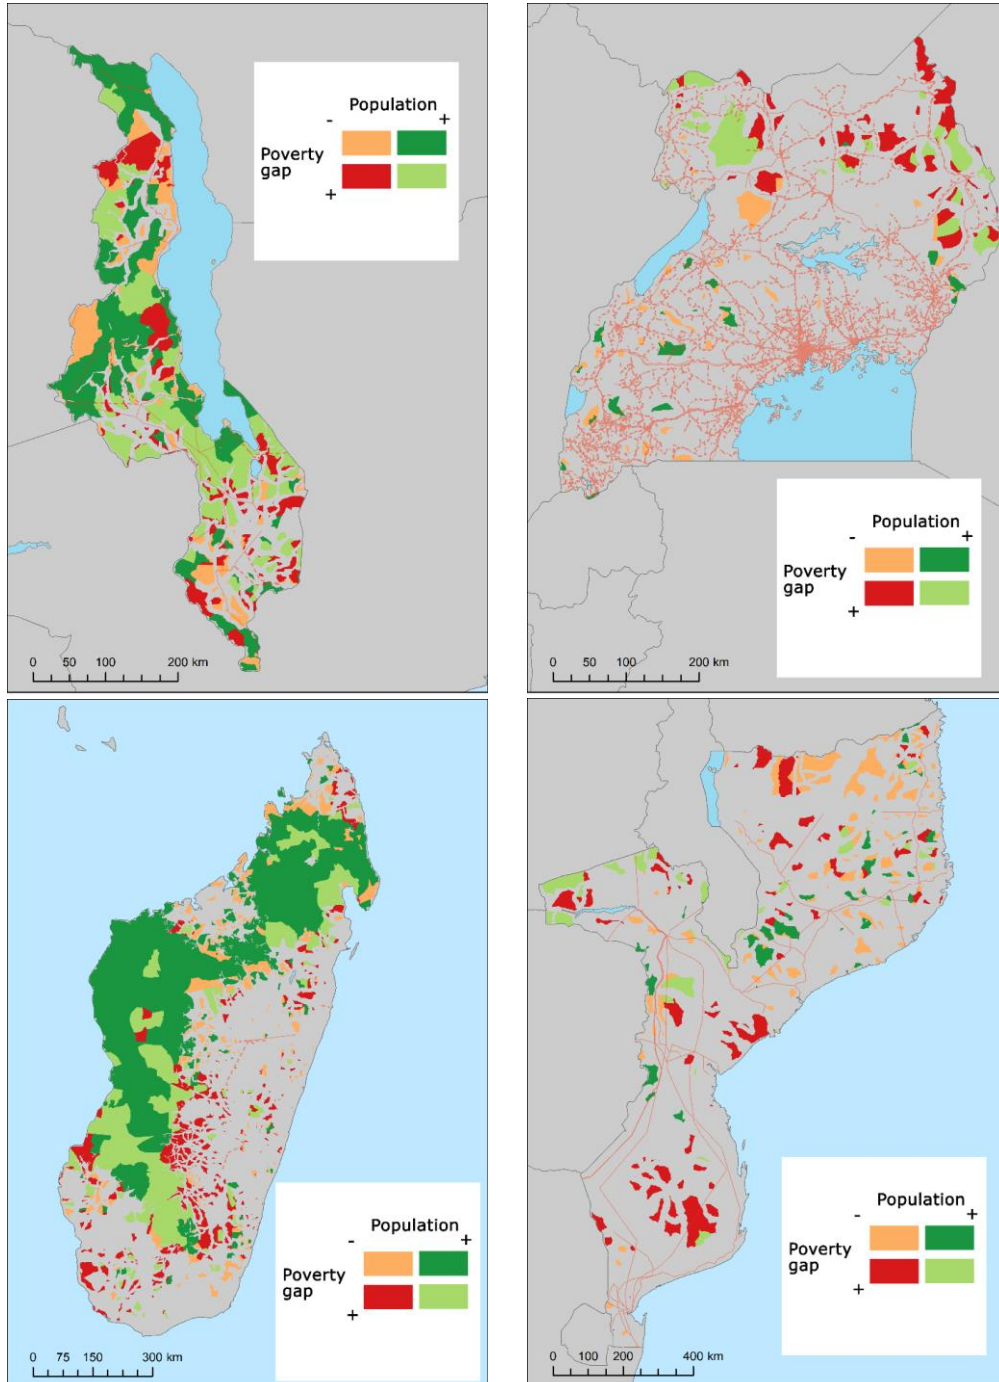 Population
- +
Poverty
gap
+
0 50 100 200 km
Population
- +
Poverty
gap
+
0 50 100 200 km
Population
- +
Poverty
gap
+
0 75 150 300 km
Population
- +
Poverty
gap
+
0 100 200 400 km